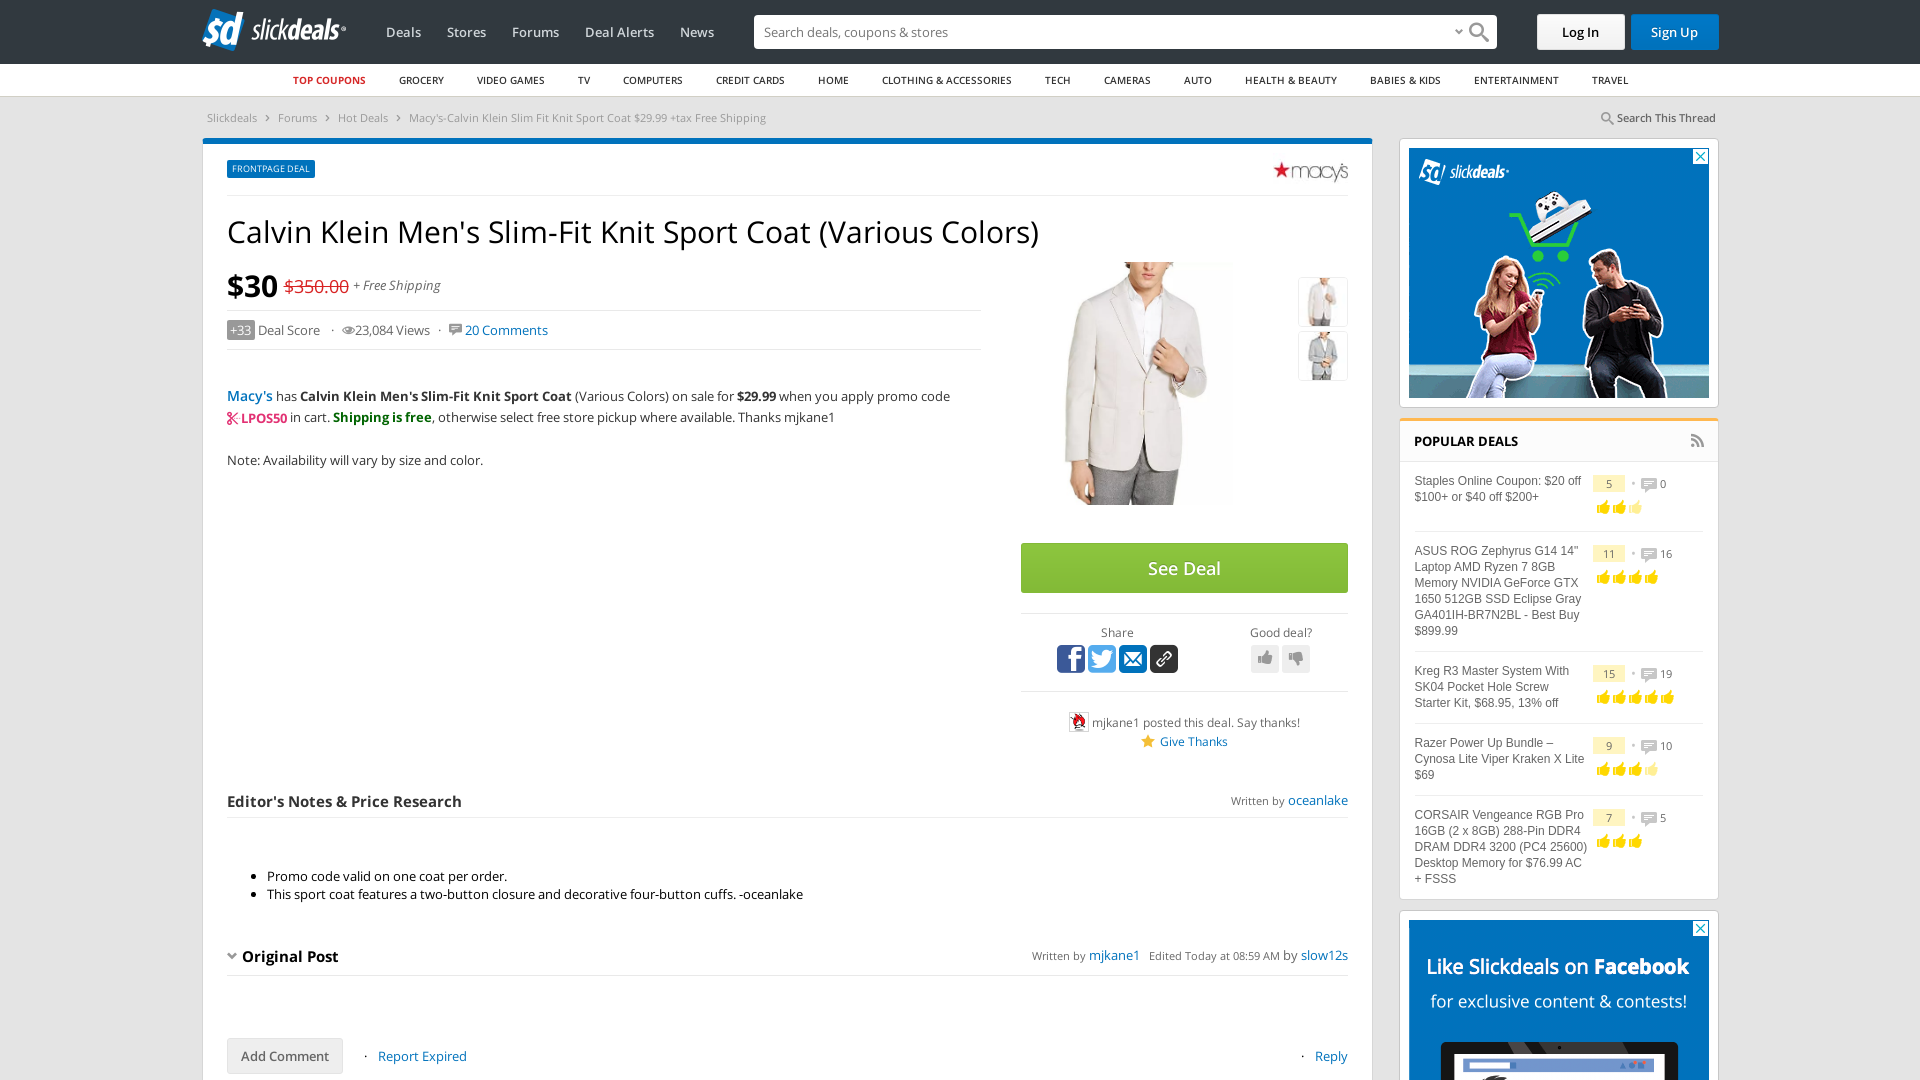 sd slickdeals
Deals
Stores
Forums
Deal Alerts
News
Search deals, coupons & stores
Log In
Sign Up
TOP COUPONS
GROCERY
VIDEO GAMES
TV
COMPUTERS
CREDIT CARDS
HOME
CLOTHING & ACCESSORIES
TECH
CAMERAS
AUTO
HEALTH & BEAUTY
BABIES & KIDS
ENTERTAINMENT
TRAVEL
Slickdeals › Forums › Hot Deals › Macy's-Calvin Klein Slim Fit Knit Sport Coat $29.99 +tax Free Shipping
Search This Thread
FRONTPAGE DEAL
★macy's
Calvin Klein Men's Slim-Fit Knit Sport Coat (Various Colors)
$30 $350.00 + Free Shipping
+33 Deal Score · 23,084 Views · 20 Comments
Macy's has Calvin Klein Men's Slim-Fit Knit Sport Coat (Various Colors) on sale for $29.99 when you apply promo code
LPOS50 in cart. Shipping is free, otherwise select free store pickup where available. Thanks mjkane1
Note: Availability will vary by size and color.
See Deal
Share
Good deal?
mjkane1 posted this deal. Say thanks!
Give Thanks
Editor's Notes & Price Research
Written by oceanlake
• Promo code valid on one coat per order.
• This sport coat features a two-button closure and decorative four-button cuffs. -oceanlake
Original Post
Written by mjkane1 Edited Today at 08:59 AM by slow12s
Add Comment
· Report Expired
· Reply
sd slickdeals
POPULAR DEALS
Staples Online Coupon: $20 off
$100+ or $40 off $200+
5 • 0
ASUS ROG Zephyrus G14 14"
Laptop AMD Ryzen 7 8GB
Memory NVIDIA GeForce GTX
1650 512GB SSD Eclipse Gray
GA401IH-BR7N2BL - Best Buy
$899.99
11 • 16
Kreg R3 Master System With
SK04 Pocket Hole Screw
Starter Kit, $68.95, 13% off
15 • 19
Razer Power Up Bundle –
Cynosa Lite Viper Kraken X Lite
$69
9 • 10
CORSAIR Vengeance RGB Pro
16GB (2 x 8GB) 288-Pin DDR4
DRAM DDR4 3200 (PC4 25600)
Desktop Memory for $76.99 AC
+ FSSS
7 • 5
Like Slickdeals on Facebook
for exclusive content & contests!